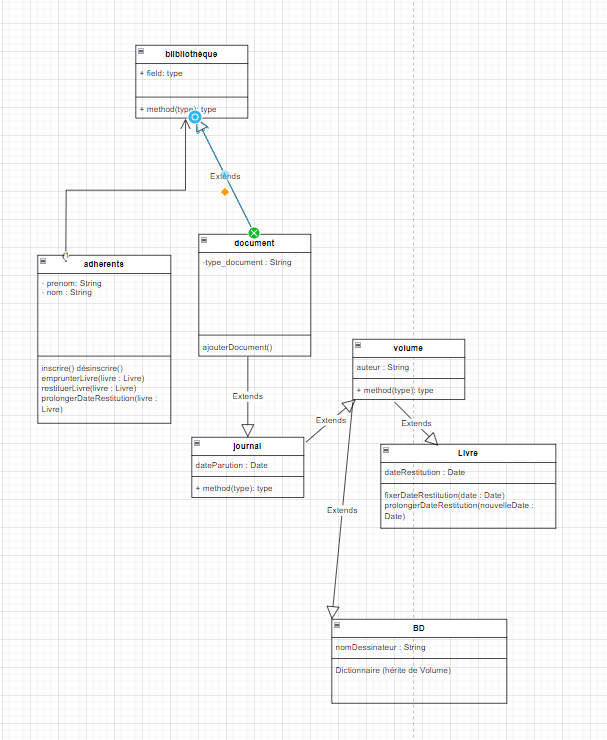 blibliothéque
+ field: type
+ method(type): type
Extends
document
-type_document : String
ajouterDocument()
1
adherents
- prenom: String
- nom : String
inscrire() désinscrire()
emprunterLivre(livre : Livre)
restituerLivre(livre : Livre)
prolongerDateRestitution(livre :
Livre)
volume
auteur : String
+ method(type): type
Extends
Extends
Extends
journal
dateParution : Date
+ method(type): type
Livre
dateRestitution : Date
fixerDateRestitution(date : Date)
prolongerDateRestitution(nouvelleDate :
Date)
Extends
BD
nomDessinateur : String
Dictionnaire (hérite de Volume)